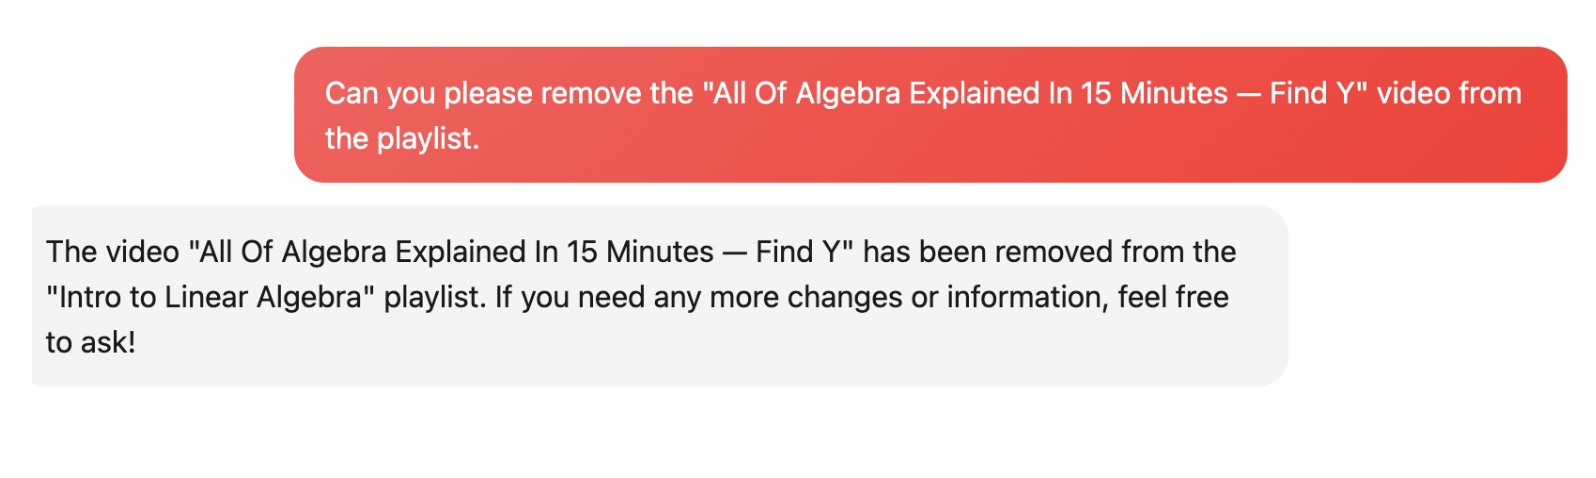 Can you please remove the "All Of Algebra Explained In 15 Minutes — Find Y" video from
the playlist.
The video "All Of Algebra Explained In 15 Minutes — Find Y" has been removed from the
"Intro to Linear Algebra" playlist. If you need any more changes or information, feel free
to ask!